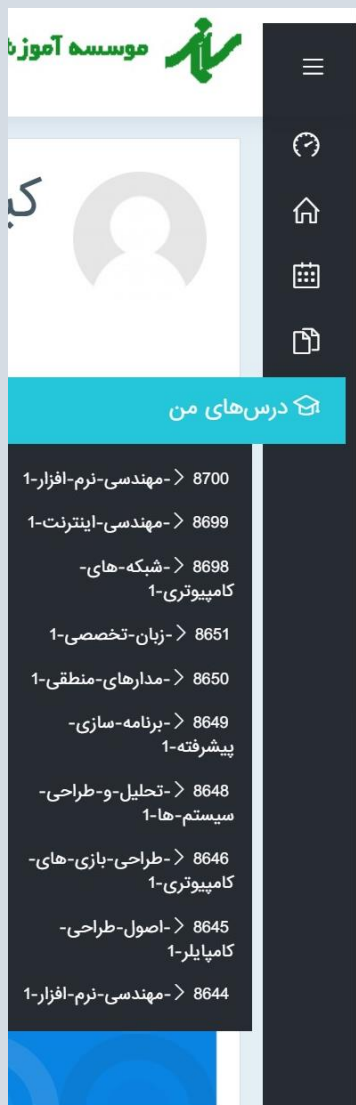 موسسه آموزش
کی
درس‌های من
8700 -مهندسی-نرم-افزار-1
8699 -مهندسی-اینترنت-1
8698 -شبکه-های-
کامپیوتری-1
8651 -زبان-تخصصی-1
8650 -مدارهای-منطقی-1
8649 -برنامه-سازی-
پیشرفته-1
8648 -تحلیل-و-طراحی-
سیستم-ها-1
8646 -طراحی-بازی-های-
کامپیوتری-1
8645 -اصول-طراحی-
کامپایلر-1
8644 -مهندسی-نرم-افزار-1